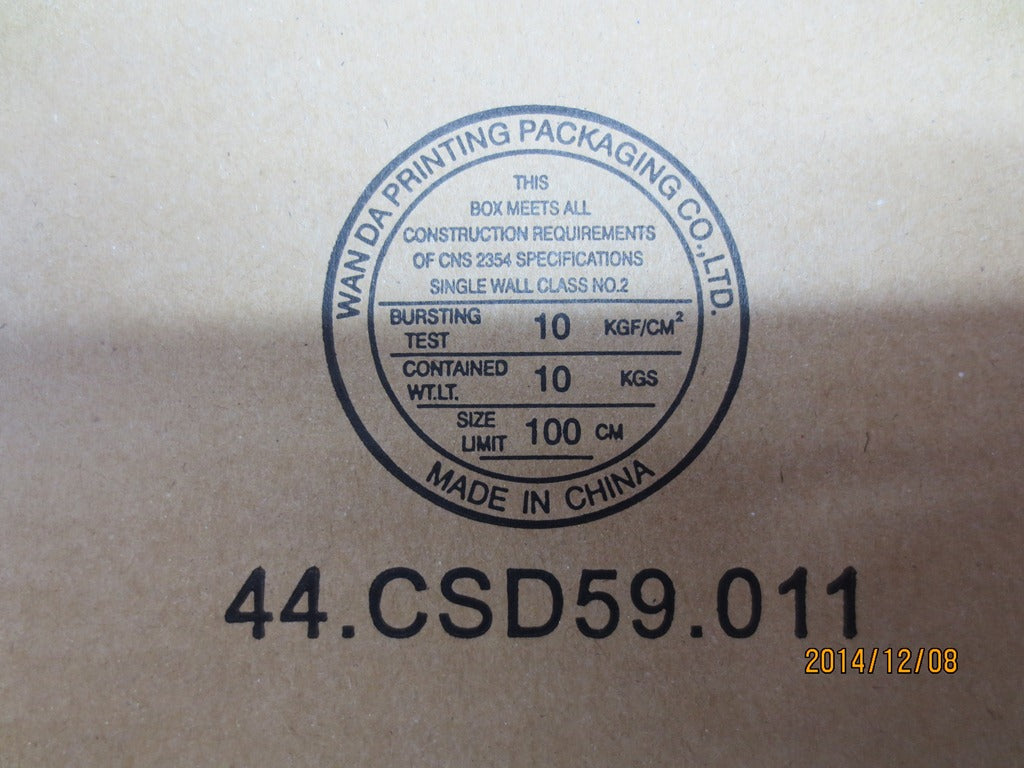 WAN DA PRINTING PACKAGING CO.,LTD.
THIS
BOX MEETS ALL
CONSTRUCTION REQUIREMENTS
OF CNS 2354 SPECIFICATIONS
SINGLE WALL CLASS NO.2
BURSTING TEST 10 KGF/CM²
CONTAINED WT.LT. 10 KGS
SIZE LIMIT 100 CM
MADE IN CHINA
44.CSD59.011
2014/12/08